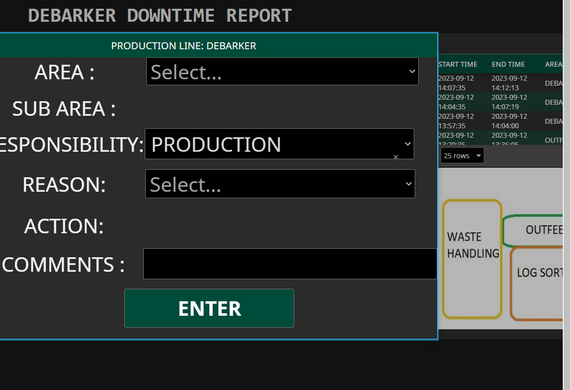 DEBARKER DOWNTIME REPORT
PRODUCTION LINE: DEBARKER
AREA : Select...
SUB AREA :
ESPONSIBILITY: PRODUCTION
×
REASON: Select...
ACTION:
COMMENTS :
ENTER
START TIME END TIME AREA
2023-09-12 14:07:35 2023-09-12 14:12:13 DEBA
2023-09-12 14:04:35 2023-09-12 14:07:19 DEBA
2023-09-12 13:57:35 2023-09-12 14:04:00 DEBA
2023-09-12 2023-09-12 OUTF
25 rows
WASTE
HANDLING
OUTFEE
LOG SORT